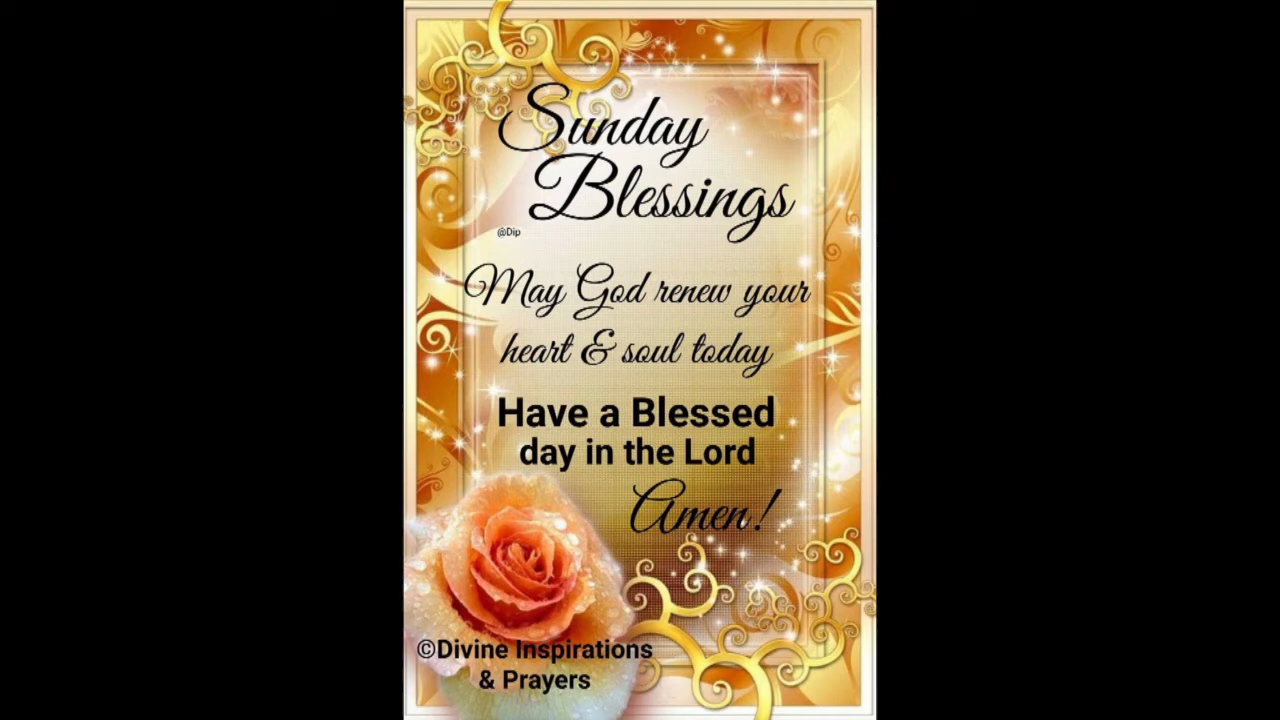 Sunday
Blessings
@Dip
May God renew your
heart & soul today
Have a Blessed
day in the Lord
Amen!
©Divine Inspirations
& Prayers